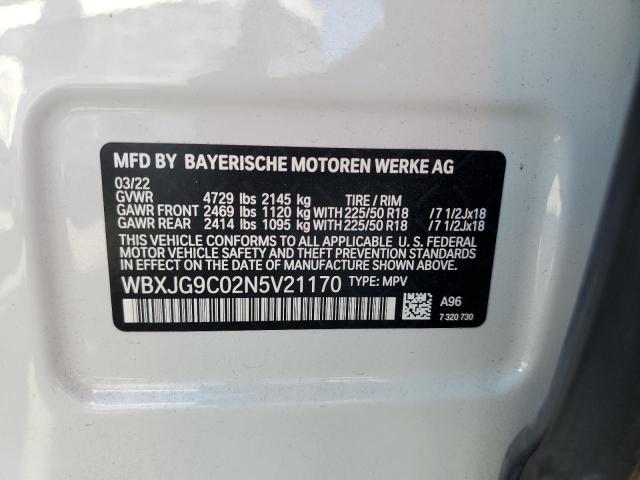 MFD BY BAYERISCHE MOTOREN WERKE AG
03/22
GVWR 4729 lbs 2145 kg TIRE / RIM
GAWR FRONT 2469 lbs 1120 kg WITH 225/50 R18 /7 1/2Jx18
GAWR REAR 2414 lbs 1095 kg WITH 225/50 R18 /7 1/2Jx18
THIS VEHICLE CONFORMS TO ALL APPLICABLE U. S. FEDERAL
MOTOR VEHICLE SAFETY AND THEFT PREVENTION STANDARDS
IN EFFECT ON THE DATE OF MANUFACTURE SHOWN ABOVE.
WBXJG9C02N5V21170 TYPE: MPV
A96
7 320 730